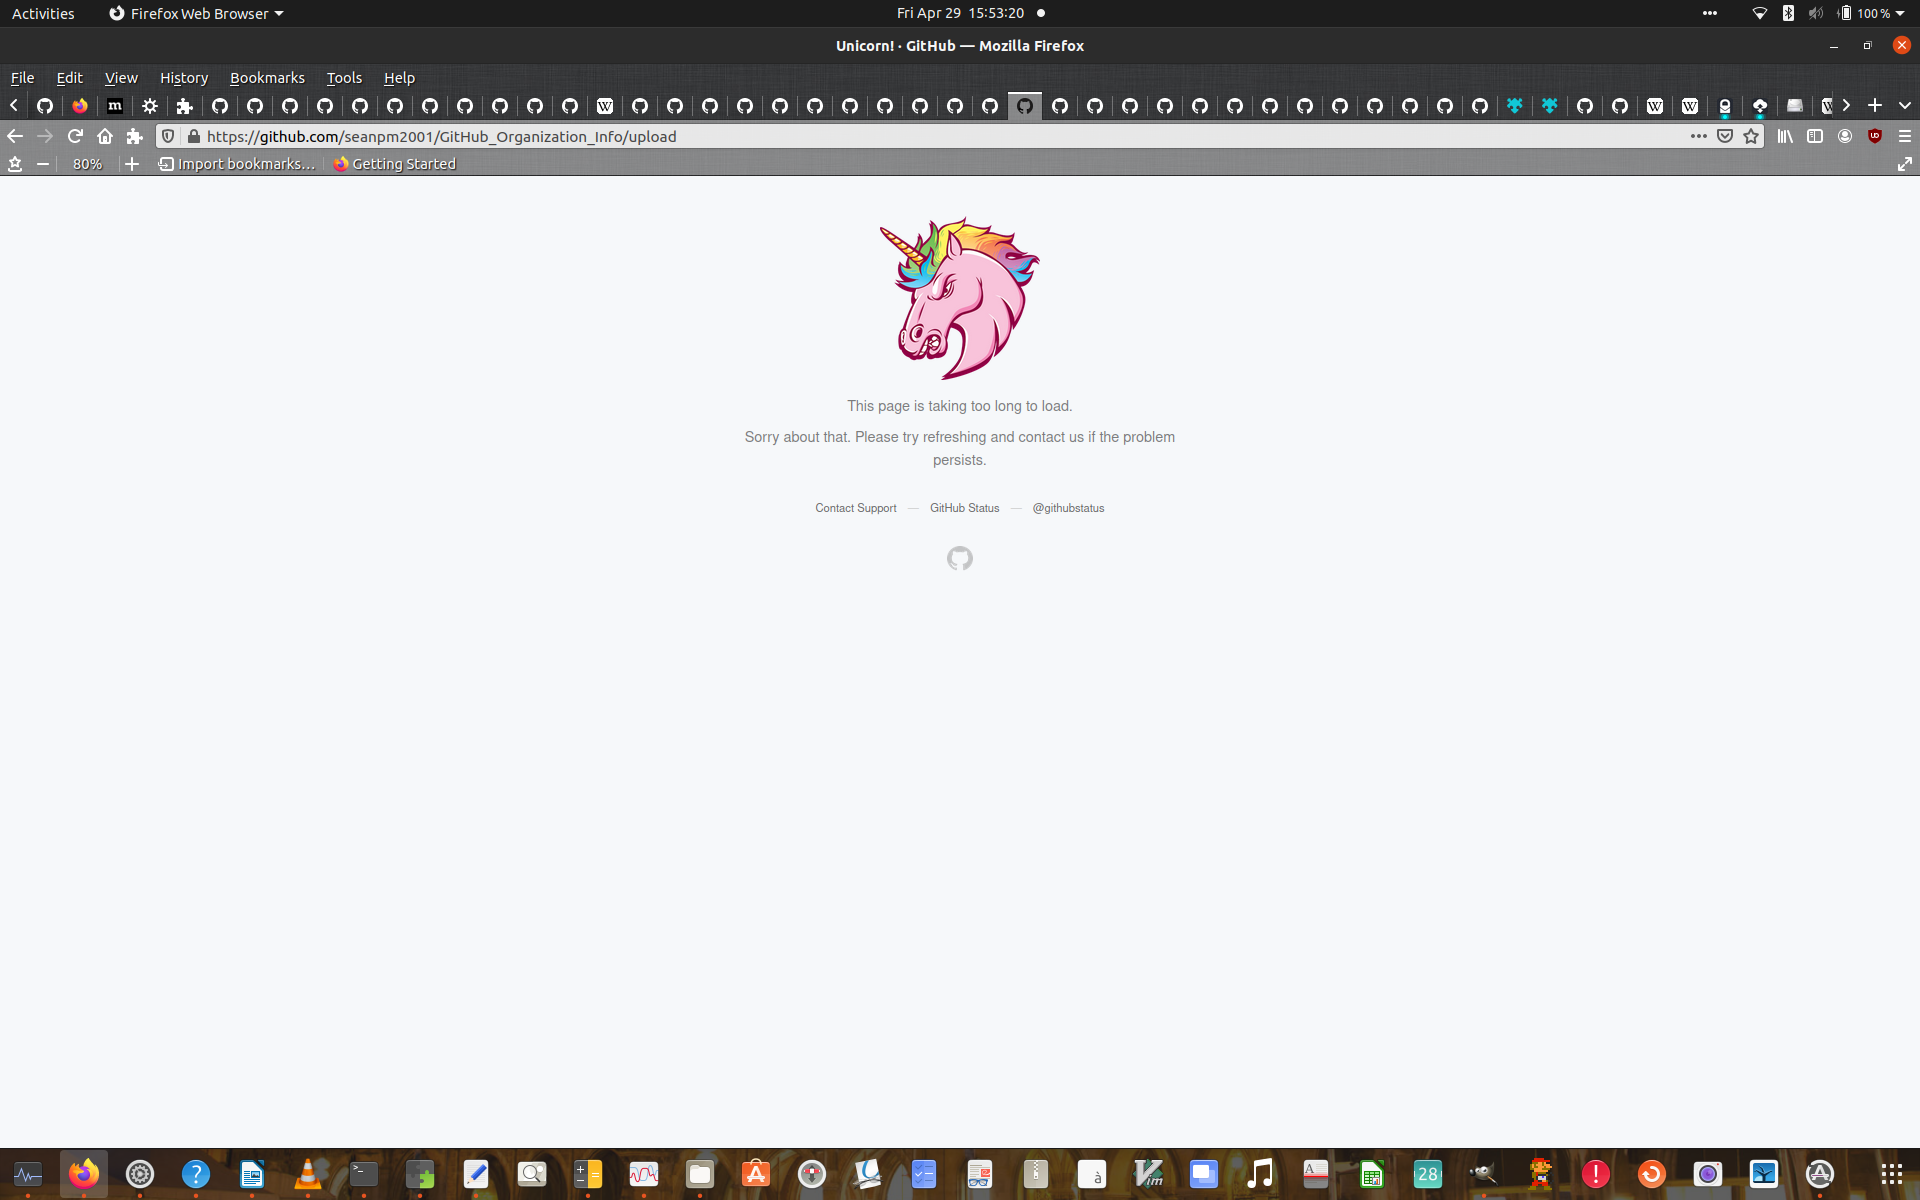 Activities
Firefox Web Browser
Fri Apr 29 15:53:20
100 %
Unicorn! · GitHub — Mozilla Firefox
File Edit View History Bookmarks Tools Help
https://github.com/seanpm2001/GitHub_Organization_Info/upload
80%
Import bookmarks...
Getting Started
This page is taking too long to load.
Sorry about that. Please try refreshing and contact us if the problem
persists.
Contact Support — GitHub Status — @githubstatus
28